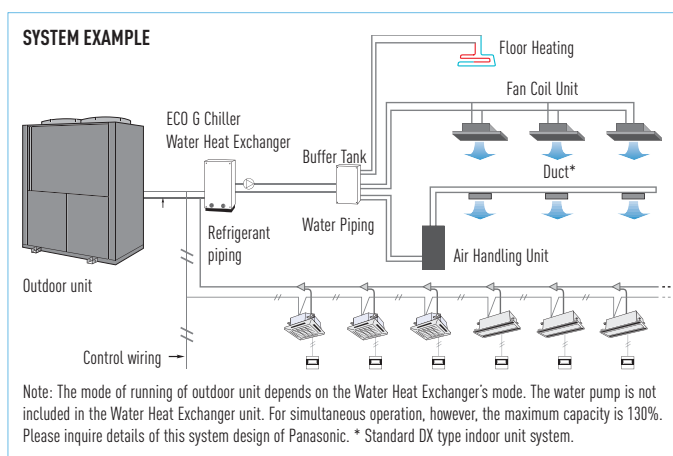 SYSTEM EXAMPLE
Floor Heating
Fan Coil Unit
ECO G Chiller
Water Heat Exchanger
Buffer Tank
Duct*
Water Piping
Refrigerant
piping
Air Handling Unit
Outdoor unit
Control wiring
Note: The mode of running of outdoor unit depends on the Water Heat Exchanger's mode. The water pump is not
included in the Water Heat Exchanger unit. For simultaneous operation, however, the maximum capacity is 130%.
Please inquire details of this system design of Panasonic. * Standard DX type indoor unit system.